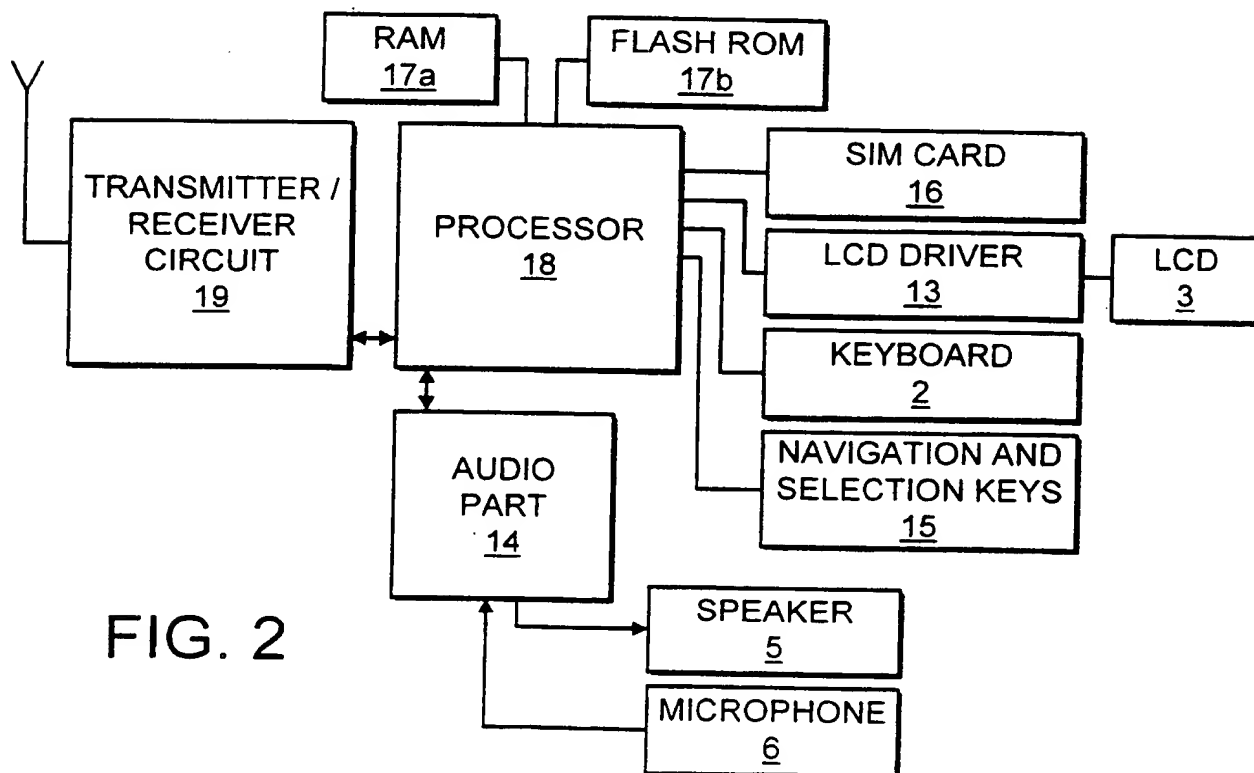 RAM
17a
FLASH ROM
17b
TRANSMITTER /
RECEIVER
CIRCUIT
19
PROCESSOR
18
SIM CARD
16
LCD DRIVER
13
LCD
3
KEYBOARD
2
NAVIGATION AND
SELECTION KEYS
15
AUDIO
PART
14
SPEAKER
5
MICROPHONE
6
FIG. 2